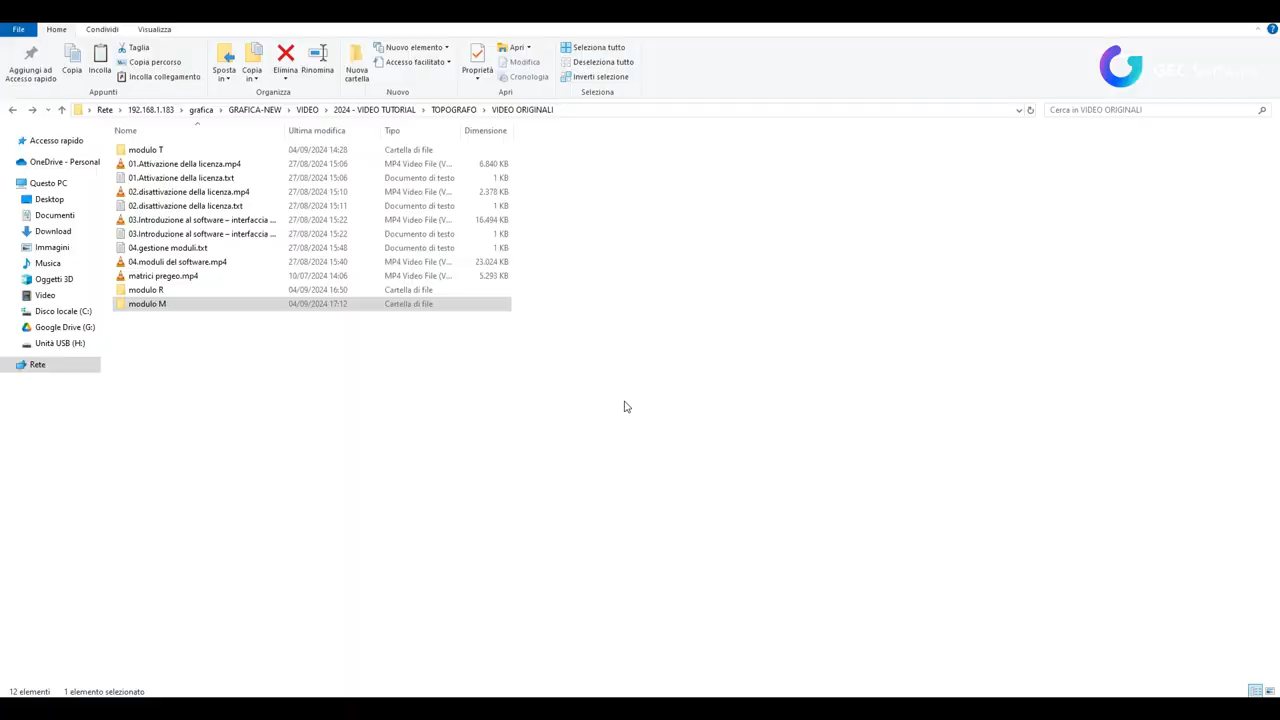 File Home Condividi Visualizza
Aggiungi ad Accesso rapido
Copia
Incolla
Taglia
Copia percorso
Incolla collegamento
Appunti
Sposta in
Copia in
Elimina
Rinomina
Organizza
Nuova cartella
Nuovo elemento
Accesso facilitato
Nuovo
Proprietà
Apri
Modifica
Cronologia
Apri
Seleziona tutto
Deseleziona tutto
Inverti selezione
Seleziona
GEC Software
Rete > 192.168.1.183 > grafica > GRAFICA-NEW > VIDEO > 2024 - VIDEO TUTORIAL > TOPOGRAFO > VIDEO ORIGINALI
Cerca in VIDEO ORIGINALI
Accesso rapido
OneDrive - Personal
Questo PC
Desktop
Documenti
Download
Immagini
Musica
Oggetti 3D
Video
Disco locale (C:)
Google Drive (G:)
Unità USB (H:)
Rete
Nome Ultima modifica Tipo Dimensione
modulo T 04/09/2024 14:28 Cartella di file
01.Attivazione della licenza.mp4 27/08/2024 15:06 MP4 Video File (V... 6.840 KB
01.Attivazione della licenza.txt 27/08/2024 15:06 Documento di testo 1 KB
02.disattivazione della licenza.mp4 27/08/2024 15:10 MP4 Video File (V... 2.378 KB
02.disattivazione della licenza.txt 27/08/2024 15:11 Documento di testo 1 KB
03.Introduzione al software – interfaccia ... 27/08/2024 15:22 MP4 Video File (V... 16.494 KB
03.Introduzione al software – interfaccia ... 27/08/2024 15:22 Documento di testo 1 KB
04.gestione moduli.txt 27/08/2024 15:48 Documento di testo 1 KB
04.moduli del software.mp4 27/08/2024 15:40 MP4 Video File (V... 23.024 KB
matrici pregeo.mp4 10/07/2024 14:06 MP4 Video File (V... 5.293 KB
modulo R 04/09/2024 16:50 Cartella di file
modulo M 04/09/2024 17:12 Cartella di file
12 elementi 1 elemento selezionato